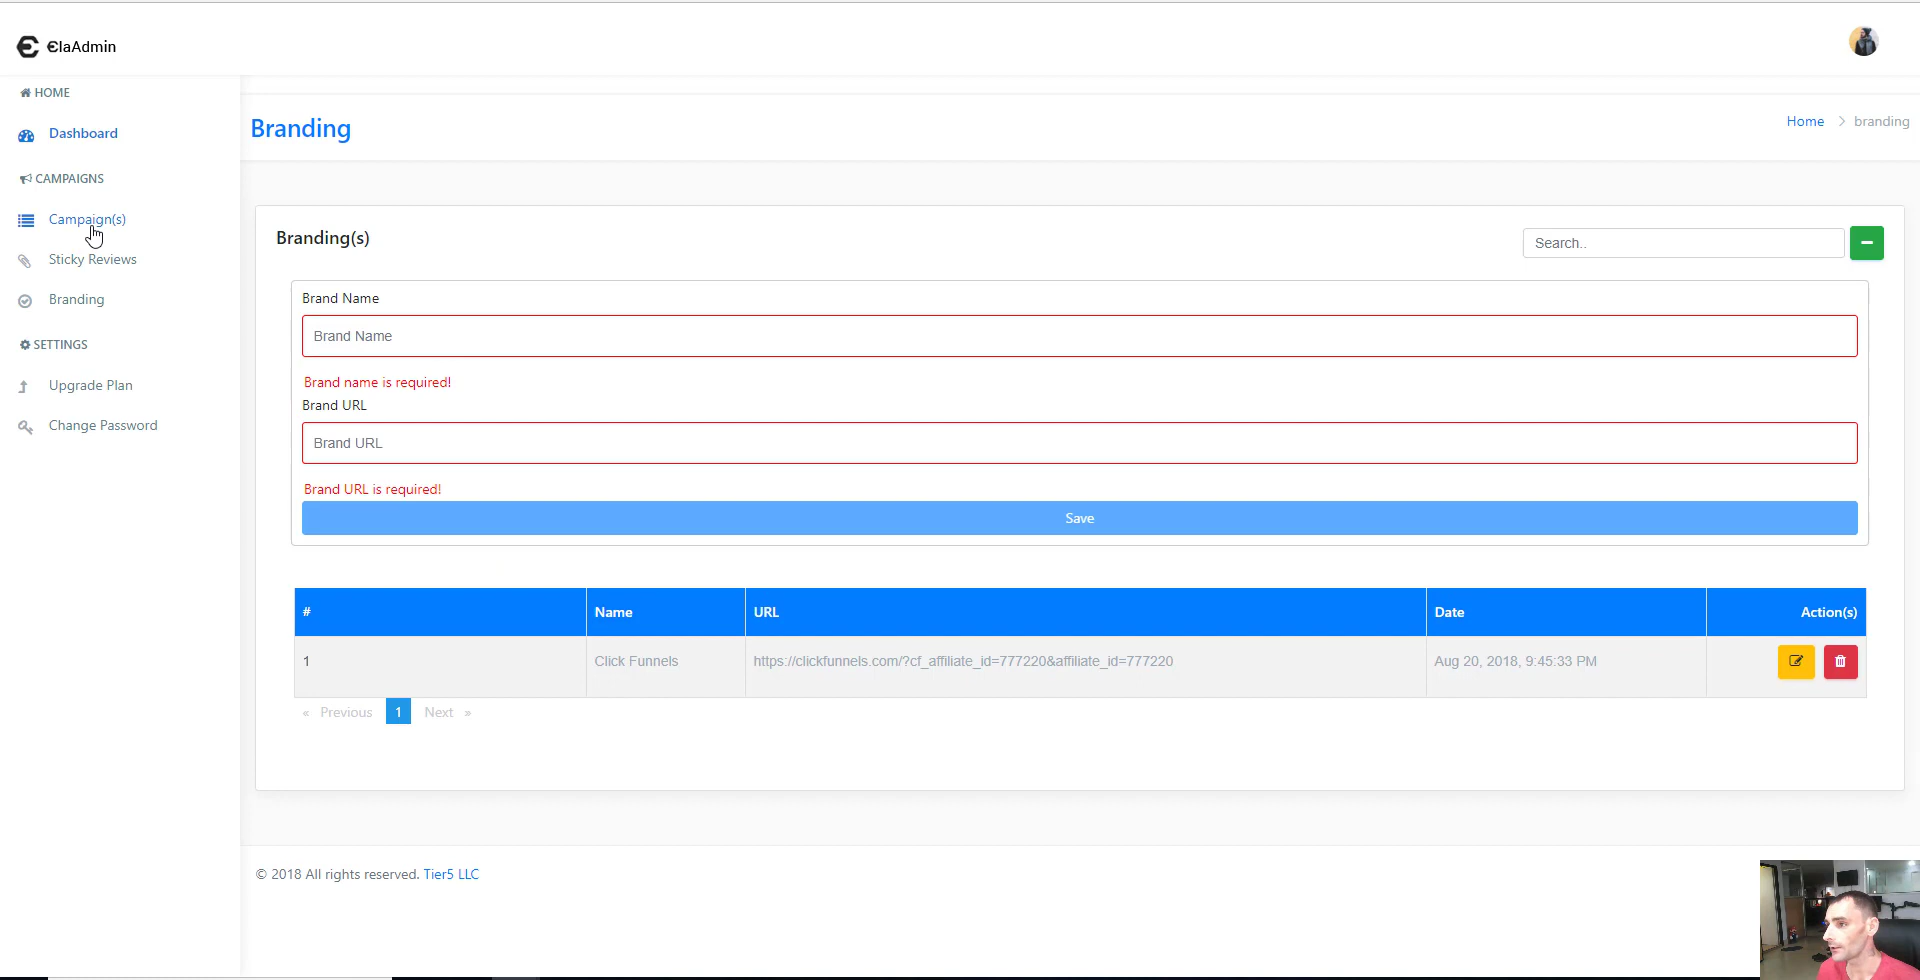 ЄlaAdmin
HOME
Dashboard
CAMPAIGNS
Campaign(s)
Sticky Reviews
Branding
SETTINGS
Upgrade Plan
Change Password
Branding
Home > branding
Branding(s)
Search..
Brand Name
Brand Name
Brand name is required!
Brand URL
Brand URL
Brand URL is required!
Save
# Name URL Date Action(s)
1 Click Funnels https://clickfunnels.com/?cf_affiliate_id=777220&affiliate_id=777220 Aug 20, 2018, 9:45:33 PM
« Previous 1 Next »
© 2018 All rights reserved. Tier5 LLC